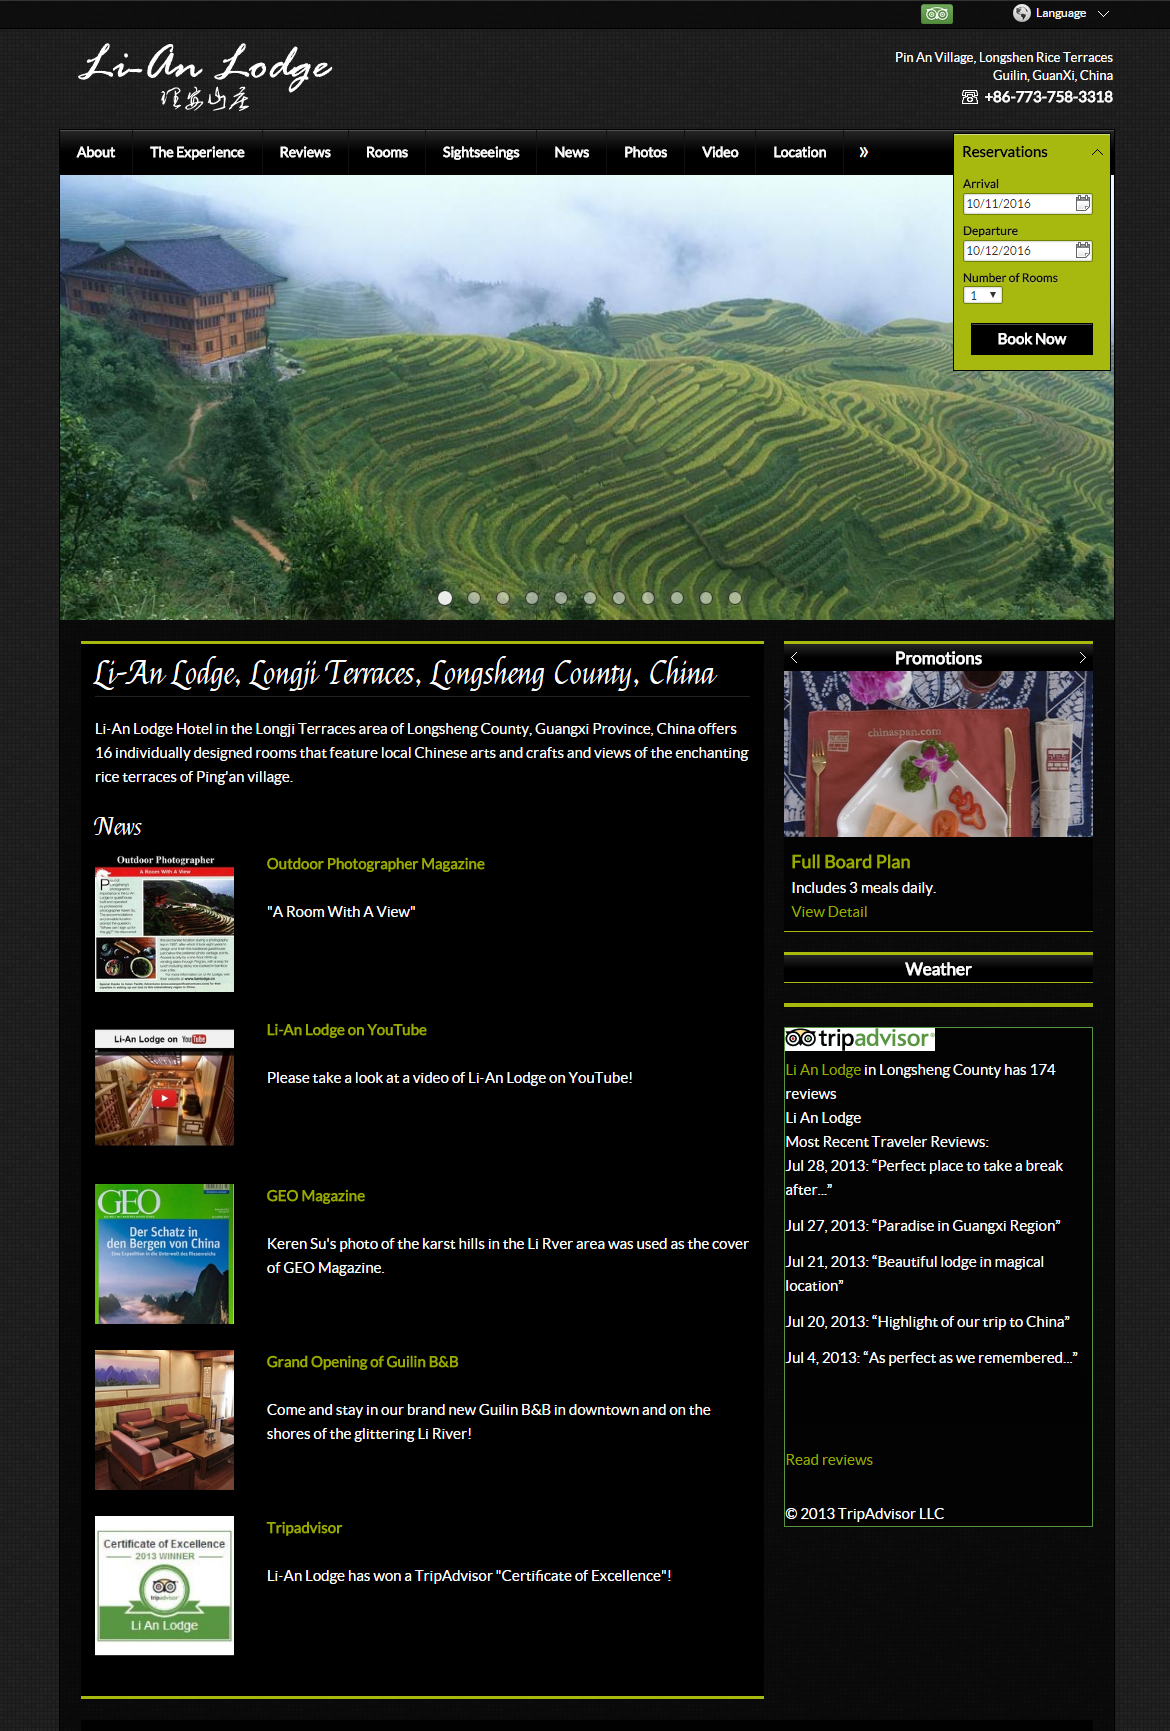 Language
Li-An Lodge
理安山庄
Pin An Village, Longshen Rice Terraces
Guilin, GuanXi, China
+86-773-758-3318
About The Experience Reviews Rooms Sightseeings News Photos Video Location »
Reservations
Arrival
10/11/2016
Departure
10/12/2016
Number of Rooms
1
Book Now
Li-An Lodge, Longji Terraces, Longsheng County, China
Li-An Lodge Hotel in the Longji Terraces area of Longsheng County, Guangxi Province, China offers
16 individually designed rooms that feature local Chinese arts and crafts and views of the enchanting
rice terraces of Ping'an village.
News
Outdoor Photographer
A Room With A View
Outdoor Photographer Magazine
"A Room With A View"
Li-An Lodge on YouTube
Li-An Lodge on YouTube
Please take a look at a video of Li-An Lodge on YouTube!
GEO
Der Schatz in
den Bergen von China
GEO Magazine
Keren Su's photo of the karst hills in the Li Rver area was used as the cover
of GEO Magazine.
Grand Opening of Guilin B&B
Come and stay in our brand new Guilin B&B in downtown and on the
shores of the glittering Li River!
Certificate of Excellence
2013 WINNER
tripadvisor
Li An Lodge
Tripadvisor
Li-An Lodge has won a TripAdvisor "Certificate of Excellence"!
Promotions
chinaspan.com
Full Board Plan
Includes 3 meals daily.
View Detail
Weather
tripadvisor®
Li An Lodge in Longsheng County has 174
reviews
Li An Lodge
Most Recent Traveler Reviews:
Jul 28, 2013: “Perfect place to take a break
after...”
Jul 27, 2013: “Paradise in Guangxi Region”
Jul 21, 2013: “Beautiful lodge in magical
location”
Jul 20, 2013: “Highlight of our trip to China”
Jul 4, 2013: “As perfect as we remembered...”
Read reviews
© 2013 TripAdvisor LLC